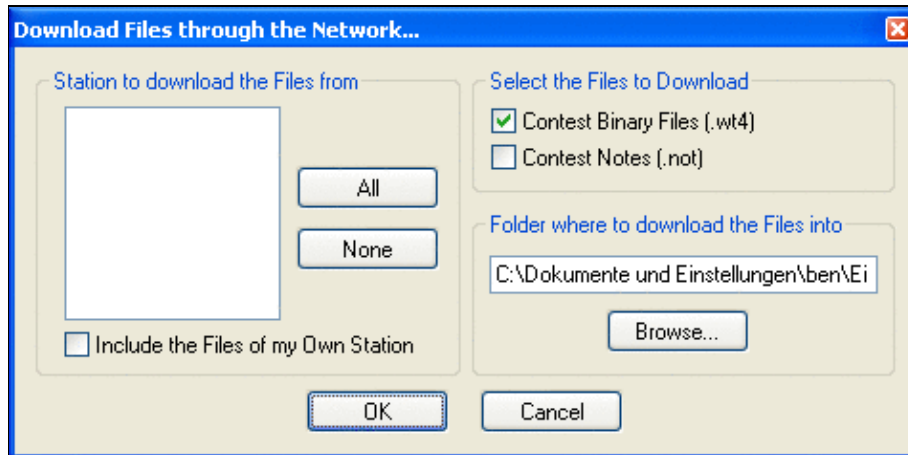 Download Files through the Network...
Station to download the Files from
All
None
Include the Files of my Own Station
Select the Files to Download
Contest Binary Files (.wt4)
Contest Notes (.not)
Folder where to download the Files into
C:\Dokumente und Einstellungen\ben\Ei
Browse...
OK
Cancel